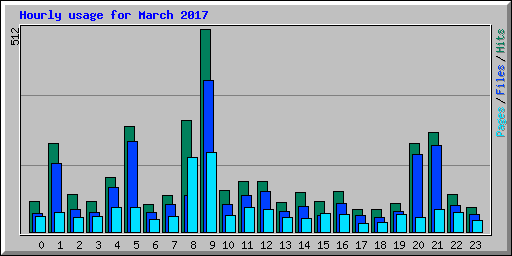 Hourly usage for March 2017
512
Pages / Files / Hits
0 1 2 3 4 5 6 7 8 9 10 11 12 13 14 15 16 17 18 19 20 21 22 23